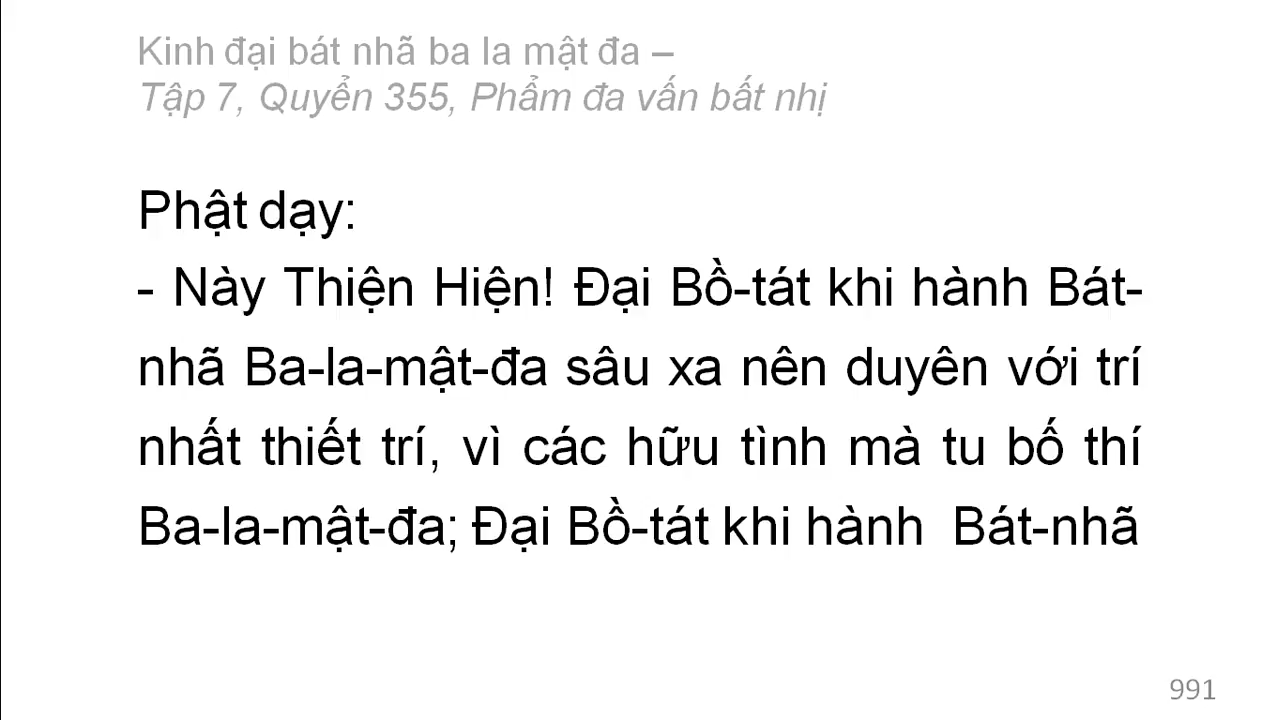 Kinh đại bát nhã ba la mật đa –
Tập 7, Quyển 355, Phẩm đa vấn bất nhị
Phật dạy:
- Này Thiện Hiện! Đại Bồ-tát khi hành Bát-
nhã Ba-la-mật-đa sâu xa nên duyên với trí
nhất thiết trí, vì các hữu tình mà tu bố thí
Ba-la-mật-đa; Đại Bồ-tát khi hành Bát-nhã
991